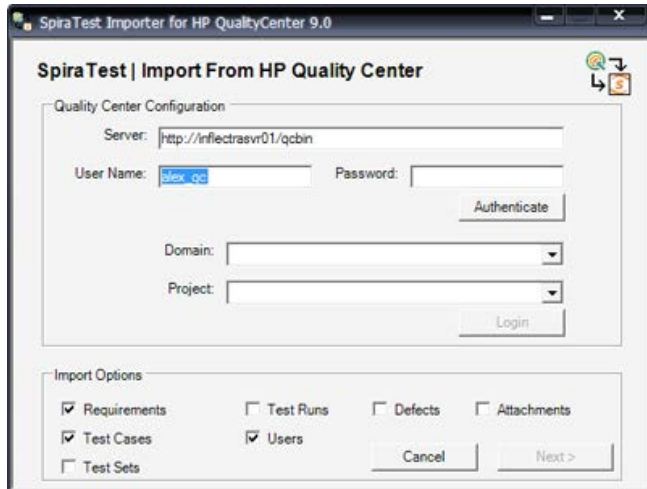 SpiraTest Importer for HP QualityCenter 9.0
SpiraTest | Import From HP Quality Center
Quality Center Configuration
Server: http://inflectrasvr01/qcbin
User Name: alex_qc Password:
Authenticate
Domain:
Project:
Login
Import Options
Requirements Test Runs Defects Attachments
Test Cases Users
Test Sets
Cancel Next >